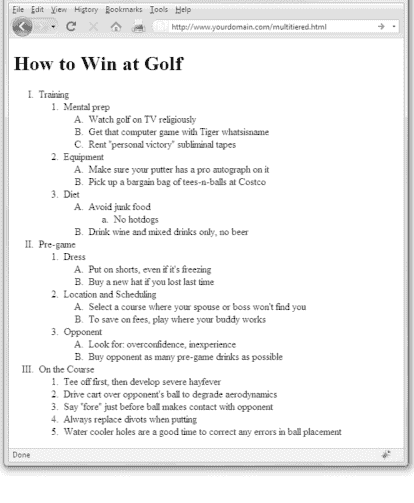 File Edit View History Bookmarks Tools Help
http://www.yourdomain.com/multitiered.html
How to Win at Golf
I. Training
1. Mental prep
A. Watch golf on TV religiously
B. Get that computer game with Tiger whatsisname
C. Rent "personal victory" subliminal tapes
2. Equipment
A. Make sure your putter has a pro autograph on it
B. Pick up a bargain bag of tees-n-balls at Costco
3. Diet
A. Avoid junk food
a. No hotdogs
B. Drink wine and mixed drinks only, no beer
II. Pre-game
1. Dress
A. Put on shorts, even if it's freezing
B. Buy a new hat if you lost last time
2. Location and Scheduling
A. Select a course where your spouse or boss won't find you
B. To save on fees, play where your buddy works
3. Opponent
A. Look for: overconfidence, inexperience
B. Buy opponent as many pre-game drinks as possible
III. On the Course
1. Tee off first, then develop severe hayfever
2. Drive cart over opponent's ball to degrade aerodynamics
3. Say "fore" just before ball makes contact with opponent
4. Always replace divots when putting
5. Water cooler holes are a good time to correct any errors in ball placement
Done